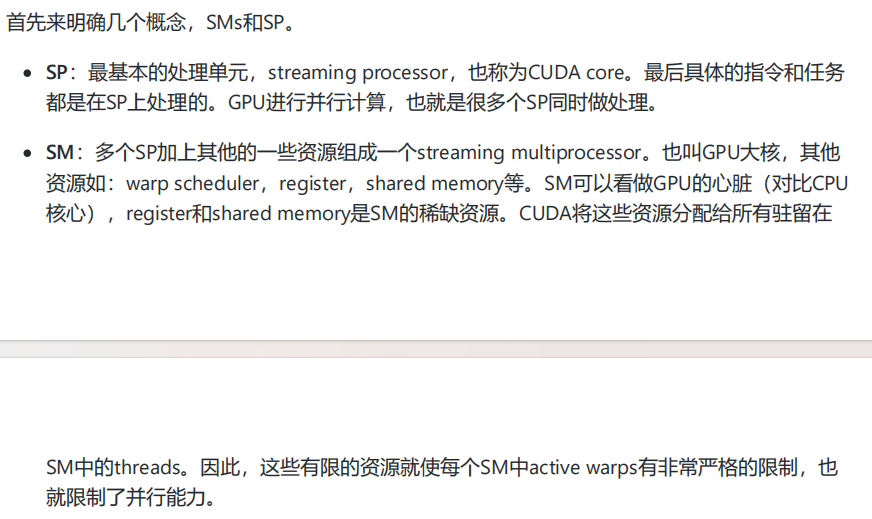 首先来明确几个概念，SMs和SP。
SP：最基本的处理单元，streaming processor，也称为CUDA core。最后具体的指令和任务
都是在SP上处理的。GPU进行并行计算，也就是很多个SP同时做处理。
SM：多个SP加上其他的一些资源组成一个streaming multiprocessor。也叫GPU大核，其他
资源如：warp scheduler，register，shared memory等。SM可以看做GPU的心脏（对比CPU
核心），register和shared memory是SM的稀缺资源。CUDA将这些资源分配给所有驻留在
SM中的threads。因此，这些有限的资源就使每个SM中active warps有非常严格的限制，也
就限制了并行能力。